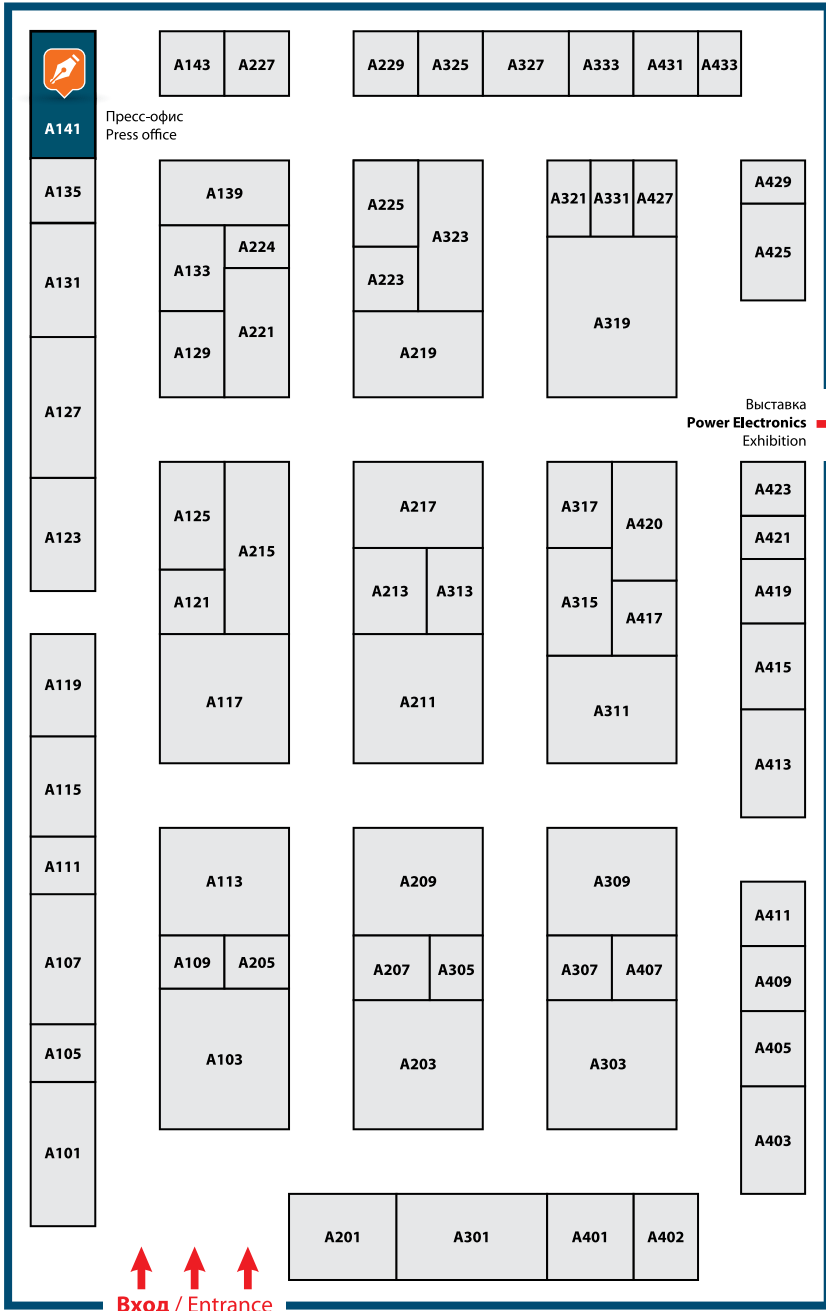 A143 A227 A229 A325 A327 A333 A431 A433
A141
Пресс-офис
Press office
A135 A139 A225 A323 A321 A331 A427 A429
A131 A133 A224 A223 A425
A129 A221 A219 A319
A127
Выставка
Power Electronics
Exhibition
A123 A125 A215 A217 A317 A420 A423
A421
A121 A213 A313 A315 A417 A419
A119 A117 A211 A311 A415
A115 A413
A111 A113 A209 A309
A411
A107 A109 A205 A207 A305 A307 A407 A409
A105 A103 A203 A303 A405
A101 A403
A201 A301 A401 A402
Вход / Entrance